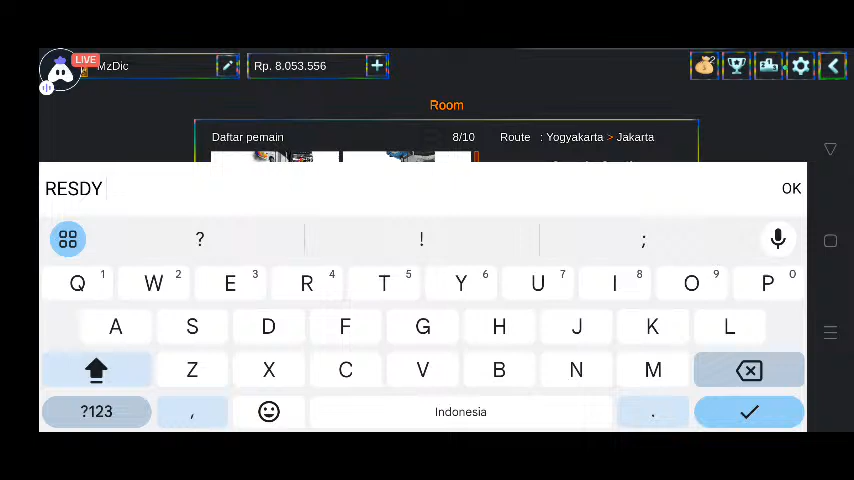 LIVE
MzDic
Rp. 8.053.556
2
Room
Daftar pemain
8/10
Route : Yogyakarta > Jakarta
RESDY
OK
? ! ;
Q 1 W 2 E 3 R 4 T 5 Y 6 U 7 I 8 O 9 P 0
A S D F G H J K L
Z X C V B N M
?123 , Indonesia .